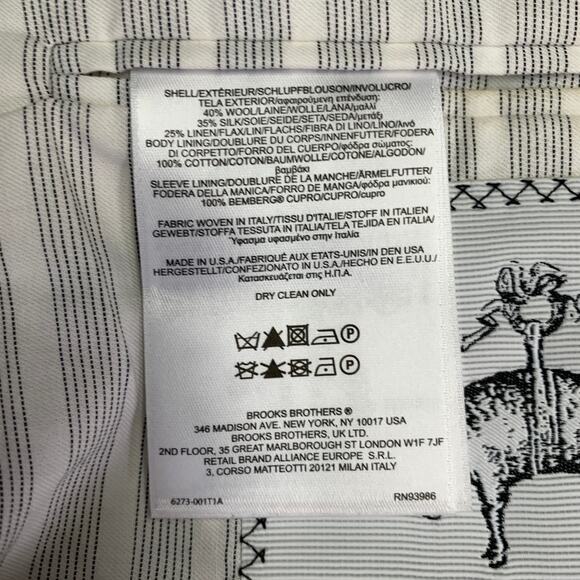 SHELL/EXTÉRIEUR/SCHLUPFBLOUSON/INVOLUCRO/
TELA EXTERIOR/αφαιρούμενη επένδυση:
40% WOOL/LAINE/WOLLE/LANA/μαλλί
35% SILK/SOIE/SEIDE/SETA/SEDA/μετάξι
25% LINEN/FLAX/LIN/FLACHS/FIBRA DI LINO/LINO/λινό
BODY LINING/DOUBLURE DU CORPS/INNENFUTTER/FODERA
DI CORPETTO/FORRO DEL CUERPO/φόδρα σώματος:
100% COTTON/COTON/BAUMWOLLE/COTONE/ALGODON/
βαμβάκι
SLEEVE LINING/DOUBLURE DE LA MANCHE/ÄRMELFUTTER/
FODERA DELLA MANICA/FORRO DE MANGA/φόδρα μανικιού:
100% BEMBERG® CUPRO/CUPRO/cupro
FABRIC WOVEN IN ITALY/TISSU D'ITALIE/STOFF IN ITALIEN
GEWEBT/STOFFA TESSUTA IN ITALIA/TEJIDO TEJIDA EN ITALIA/
Ύφασμα υφασμένο στην Ιταλία
MADE IN U.S.A./FABRIQUÉ AUX ETATS-UNIS/IN DEN USA
HERGESTELLT/CONFEZIONATO IN U.S.A./HECHO EN E.E.U.U./
Κατασκευάζεται στις Η.Π.Α.
DRY CLEAN ONLY
P
P
BROOKS BROTHERS ®
346 MADISON AVE. NEW YORK, NY 10017 USA
BROOKS BROTHERS, UK LTD.
2ND FLOOR, 35 GREAT MARLBOROUGH ST LONDON W1F 7JF
RETAIL BRAND ALLIANCE EUROPE S.R.L.
3, CORSO MATTEOTTI 20121 MILAN ITALY
6273-001T1A RN93986